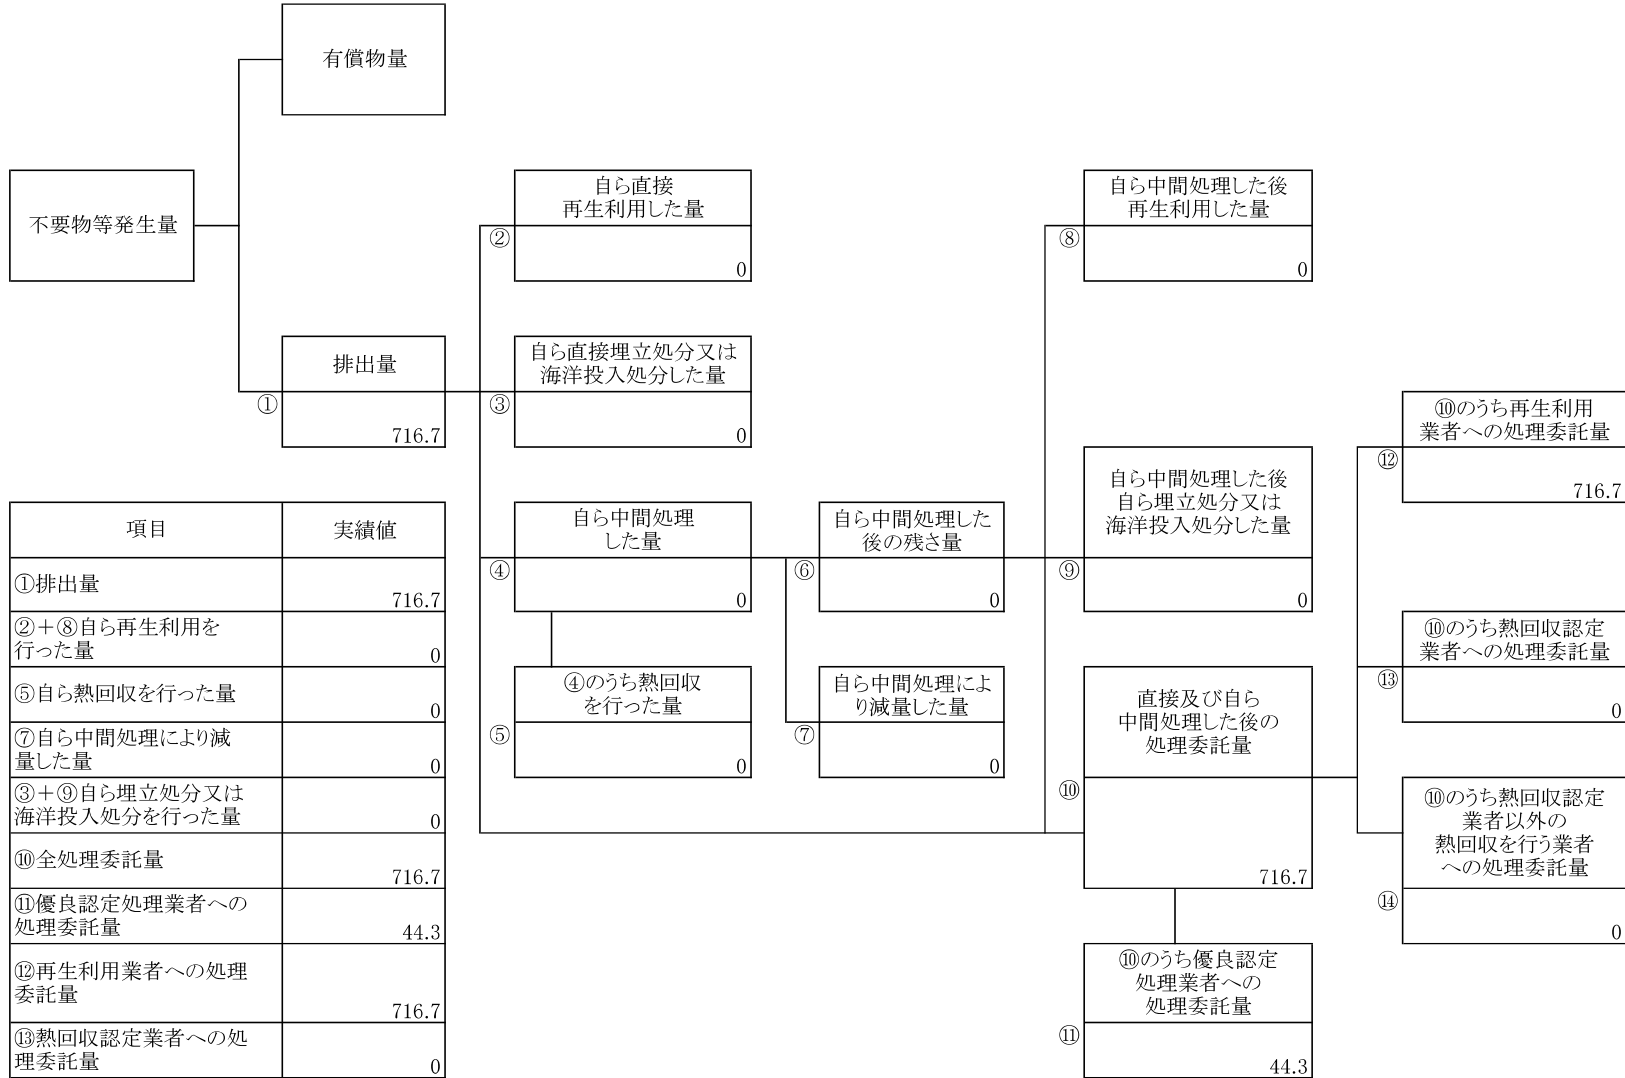 有償物量
不要物等発生量
自ら直接
再生利用した量
②
0
自ら中間処理した後
再生利用した量
⑧
0
排出量
①
716.7
自ら直接埋立処分又は
海洋投入処分した量
③
0
⑩のうち再生利用
業者への処理委託量
⑫
716.7
自ら中間処理
した量
④
0
自ら中間処理した
後の残さ量
⑥
0
自ら中間処理した後
自ら埋立処分又は
海洋投入処分した量
⑨
0
④のうち熱回収
を行った量
⑤
0
自ら中間処理によ
り減量した量
⑦
0
直接及び自ら
中間処理した後の
処理委託量
⑩
716.7
⑩のうち熱回収認定
業者への処理委託量
⑬
0
⑩のうち熱回収認定
業者以外の
熱回収を行う業者
への処理委託量
⑭
0
⑩のうち優良認定
処理業者への
処理委託量
⑪
44.3
項目 実績値
①排出量
716.7
②+⑧自ら再生利用を
行った量
0
⑤自ら熱回収を行った量
0
⑦自ら中間処理により減
量した量
0
③+⑨自ら埋立処分又は
海洋投入処分を行った量
0
⑩全処理委託量
716.7
⑪優良認定処理業者への
処理委託量
44.3
⑫再生利用業者への処理
委託量
716.7
⑬熱回収認定業者への処
理委託量
0